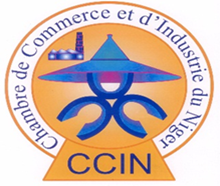 Chambre de Commerce et d'Industrie du Niger
CCIN